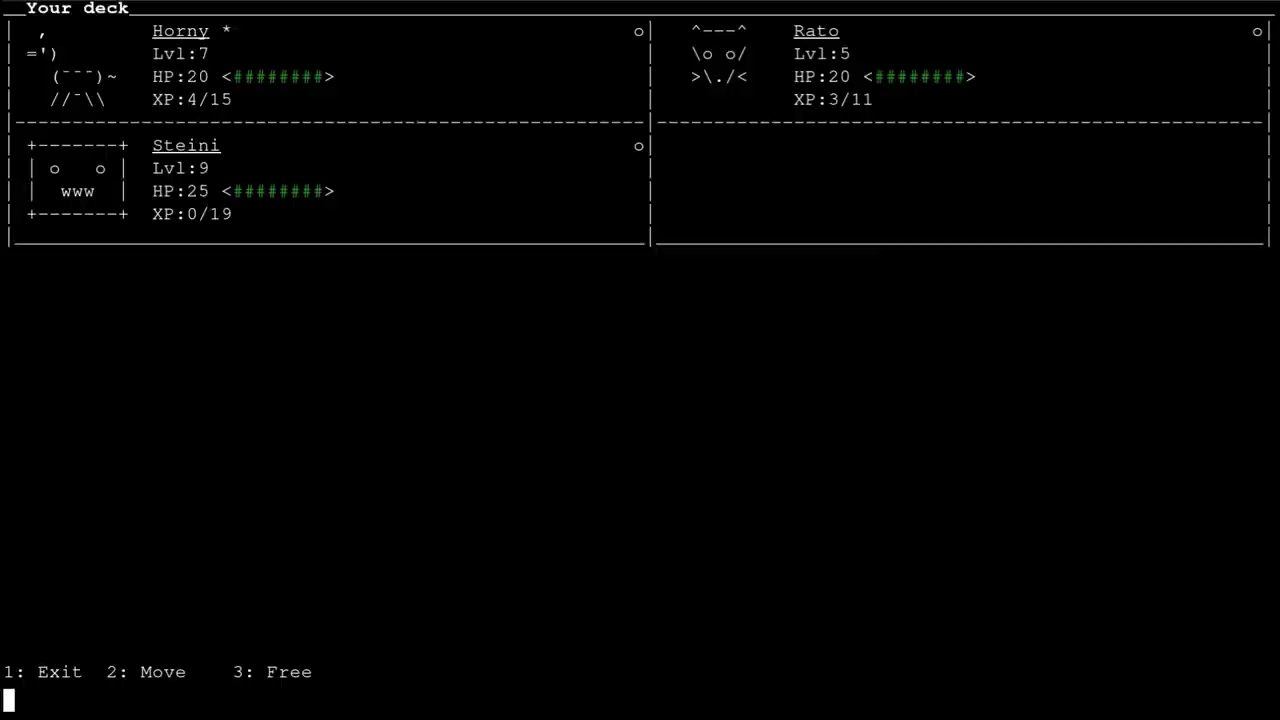 Your deck
Horny *
Lvl:7
HP:20 <########>
XP:4/15
Rato
Lvl:5
HP:20 <########>
XP:3/11
Steini
Lvl:9
HP:25 <########>
XP:0/19
1: Exit  2: Move    3: Free